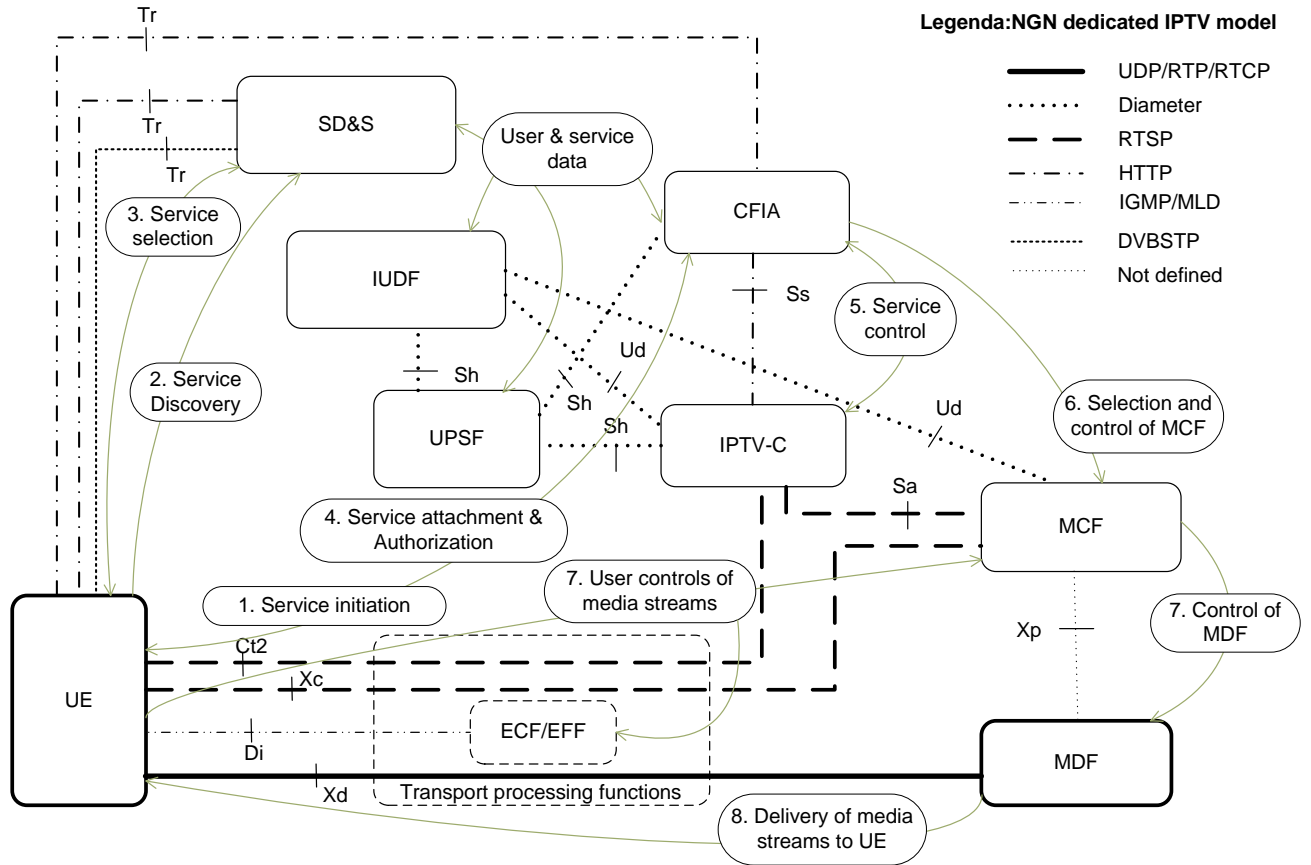 Tr
Legenda:NGN dedicated IPTV model
UDP/RTP/RTCP
Diameter
RTSP
HTTP
IGMP/MLD
DVBSTP
Not defined
Tr
SD&S
Tr
User & service
data
3. Service
selection
CFIA
IUDF
Ss
5. Service
control
2. Service
Discovery
Sh
Ud
Sh
UPSF
Sh
IPTV-C
Ud
6. Selection and
control of MCF
Sa
MCF
4. Service attachment &
Authorization
1. Service initiation
7. User controls of
media streams
7. Control of
MDF
Xp
Ct2
Xc
UE
ECF/EFF
Di
MDF
Xd
Transport processing functions
8. Delivery of media
streams to UE